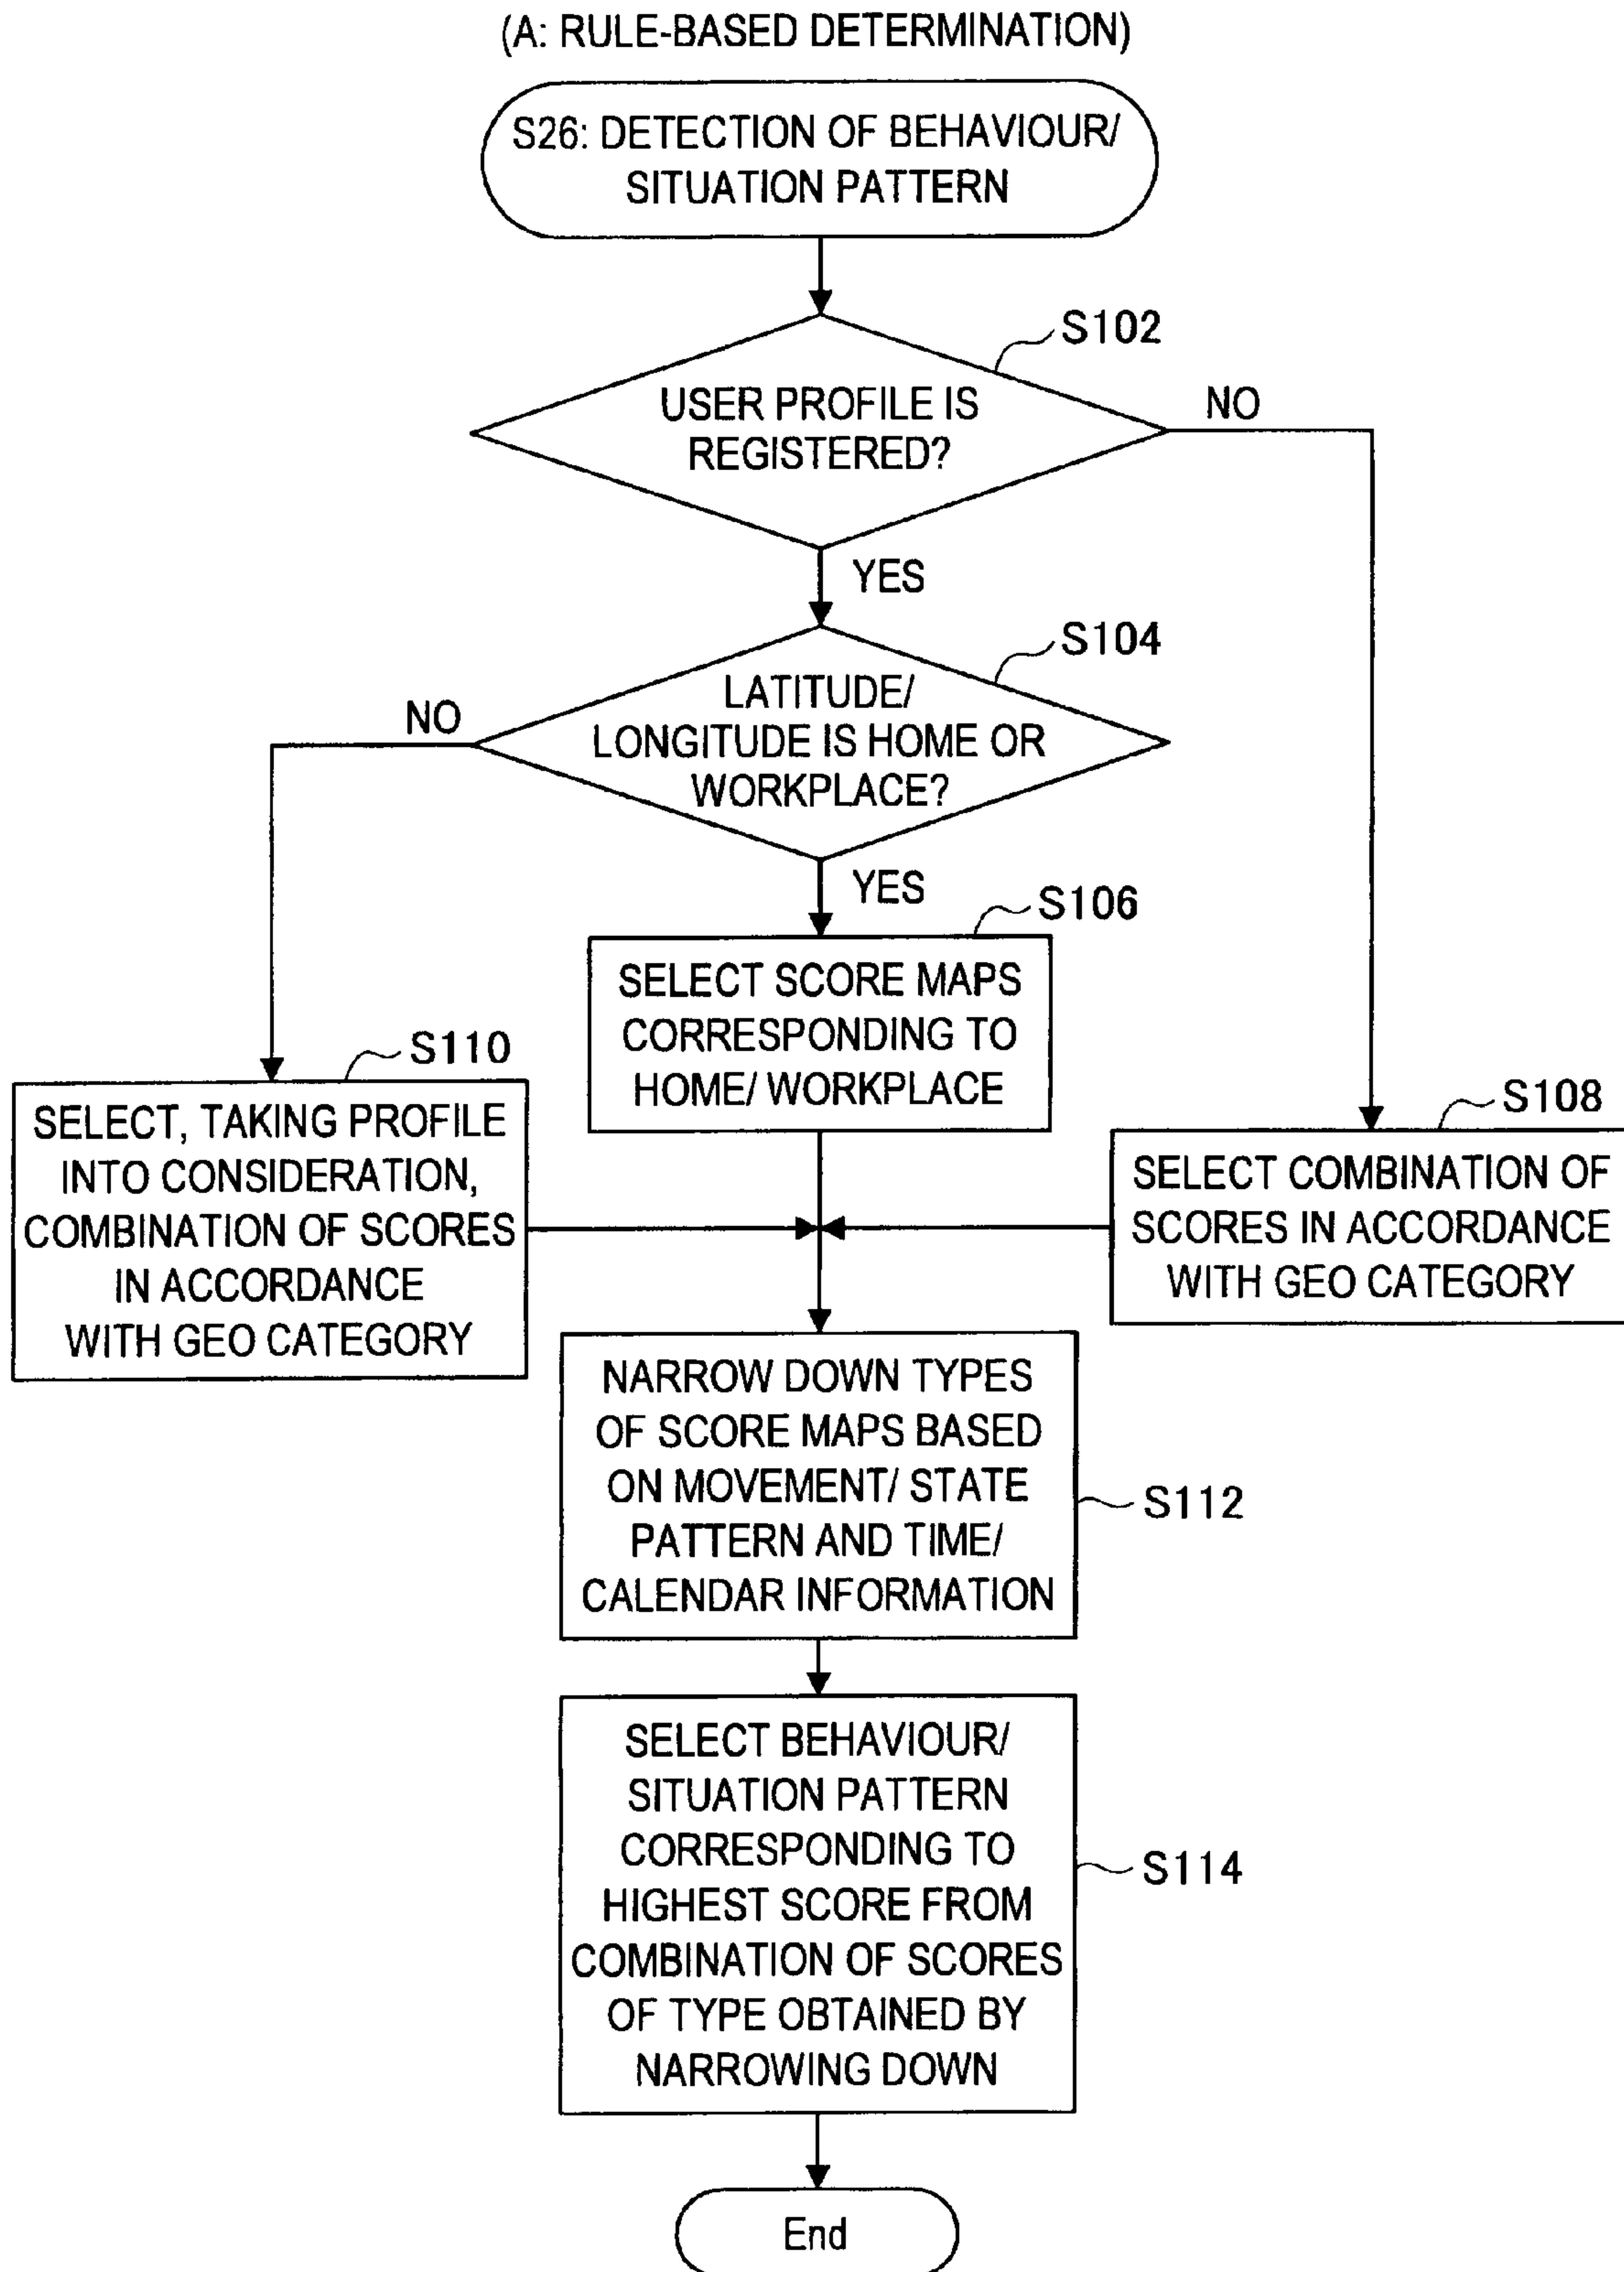 (A: RULE-BASED DETERMINATION)
S26: DETECTION OF BEHAVIOUR/
SITUATION PATTERN
S102
USER PROFILE IS
REGISTERED?
NO
YES
S104
LATITUDE/
LONGITUDE IS HOME OR
WORKPLACE?
NO
YES
S106
SELECT SCORE MAPS
CORRESPONDING TO
HOME/ WORKPLACE
S110
SELECT, TAKING PROFILE
INTO CONSIDERATION,
COMBINATION OF SCORES
IN ACCORDANCE
WITH GEO CATEGORY
S108
SELECT COMBINATION OF
SCORES IN ACCORDANCE
WITH GEO CATEGORY
NARROW DOWN TYPES
OF SCORE MAPS BASED
ON MOVEMENT/ STATE
PATTERN AND TIME/
CALENDAR INFORMATION
S112
SELECT BEHAVIOUR/
SITUATION PATTERN
CORRESPONDING TO
HIGHEST SCORE FROM
COMBINATION OF SCORES
OF TYPE OBTAINED BY
NARROWING DOWN
S114
End